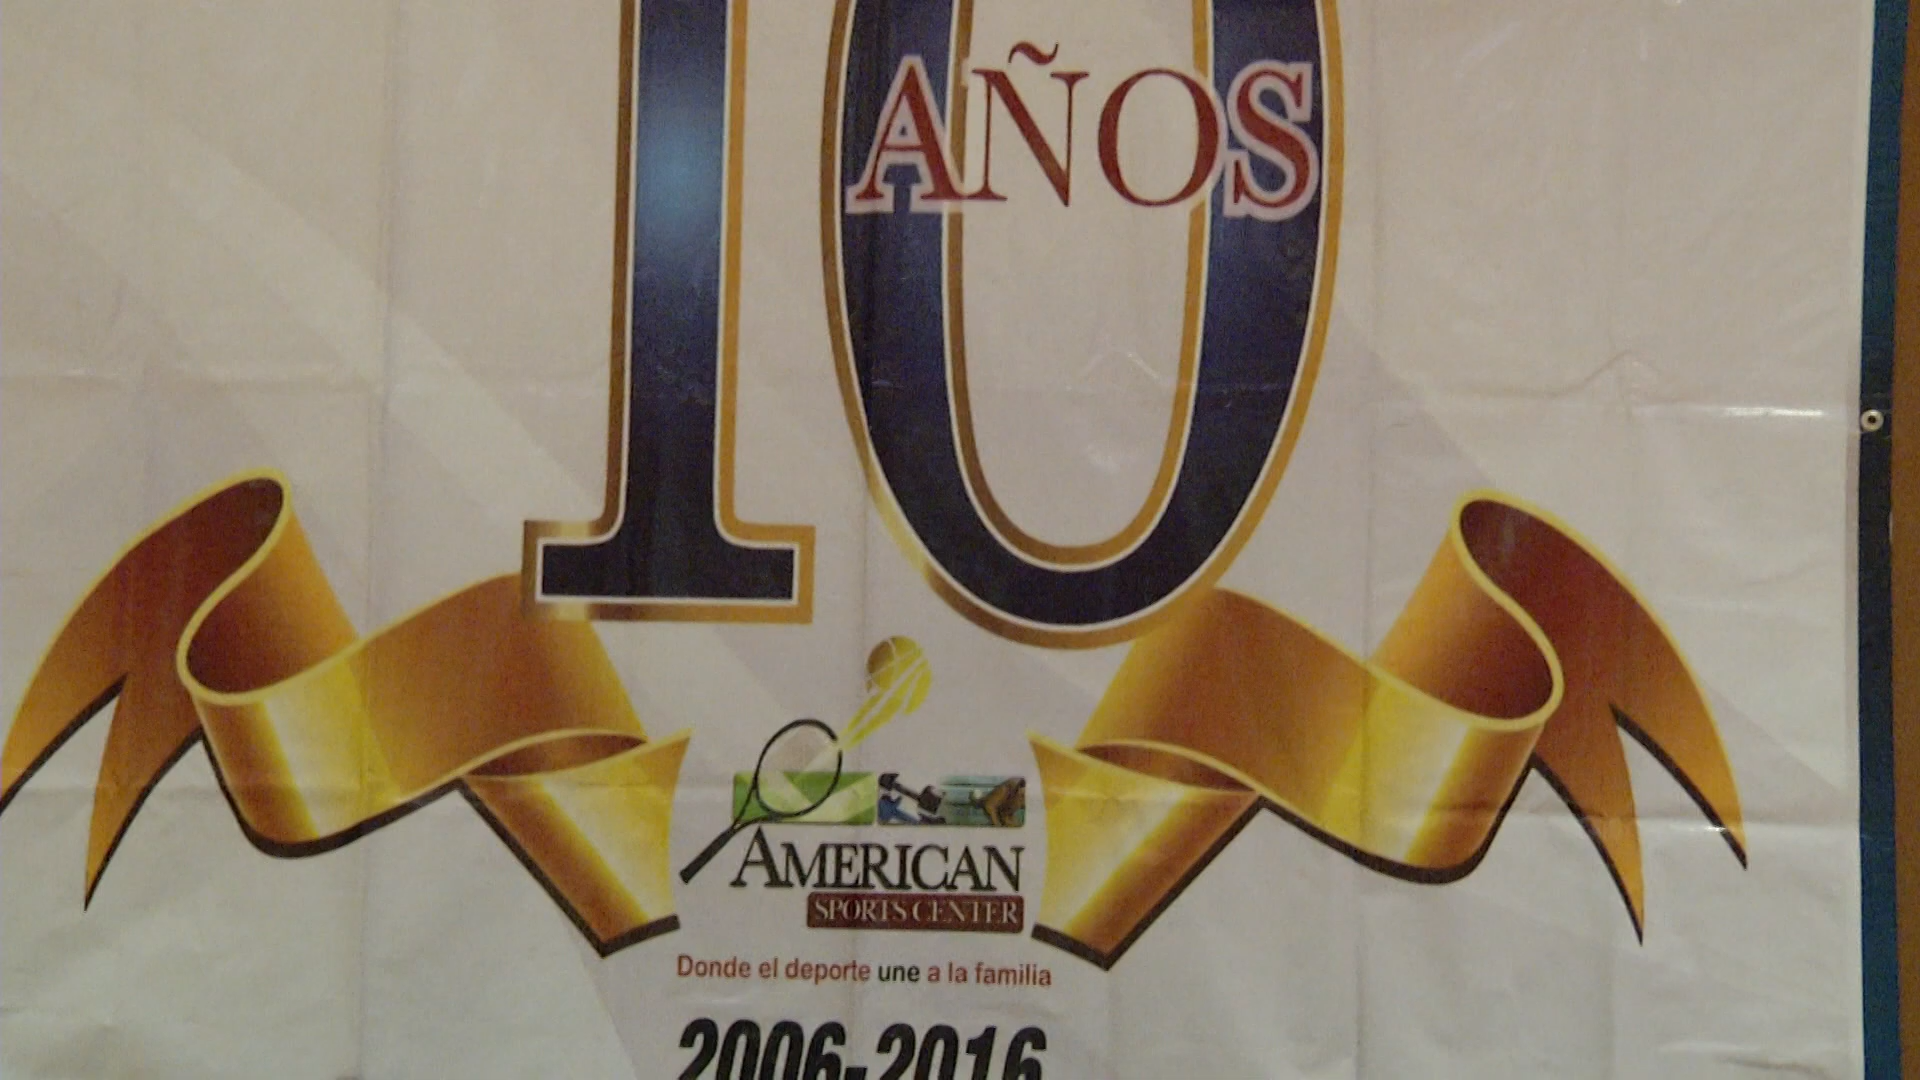 10
AÑOS
AMERICAN
SPORTS CENTER
Donde el deporte une a la familia
2006-2016